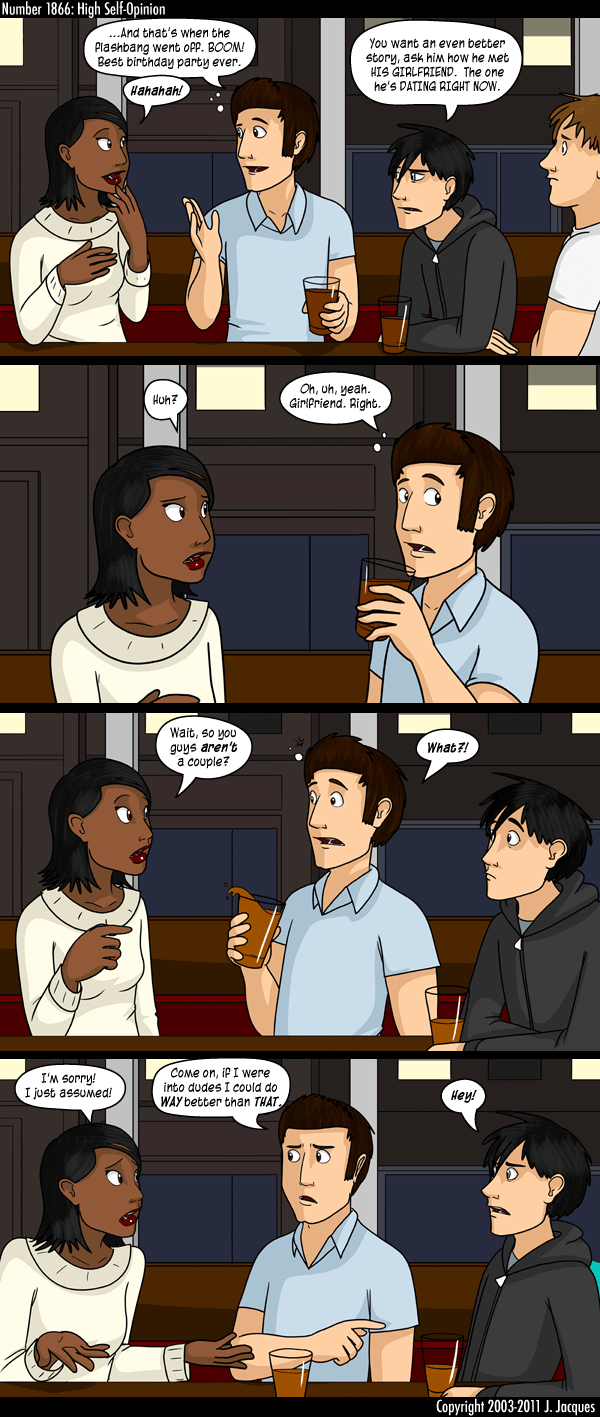 Number 1866: High Self-Opinion
...And that's when the
flashbang went off. BOOM!
Best birthday party ever.
Hahahah!
You want an even better
story, ask him how he met
HIS GIRLFRIEND. The one
he's DATING RIGHT NOW.
Huh?
Oh, uh, yeah.
Girlfriend. Right.
Wait, so you
guys aren't
a couple?
What?!
I'm sorry!
I just assumed!
Come on, if I were
into dudes I could do
WAY better than THAT.
Hey!
Copyright 2003-2011 J. Jacques